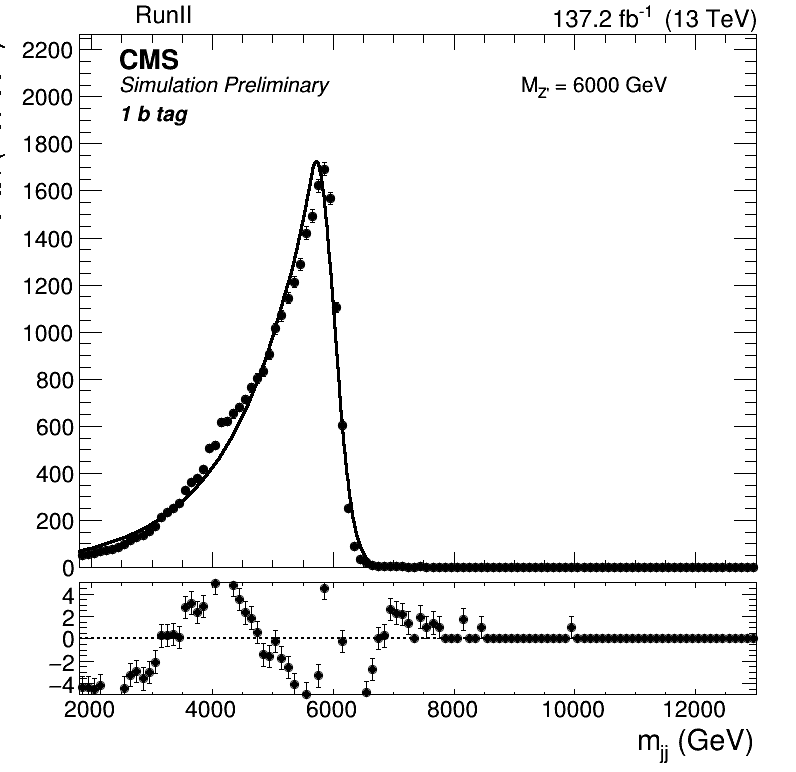 RunII 137.2 fb-1 (13 TeV)
CMS
Simulation Preliminary
MZ' = 6000 GeV
1 b tag
2200
2000
1800
1600
1400
1200
1000
800
600
400
200
0
4
2
0
−2
−4
2000 4000 6000 8000 10000 12000
mjj (GeV)